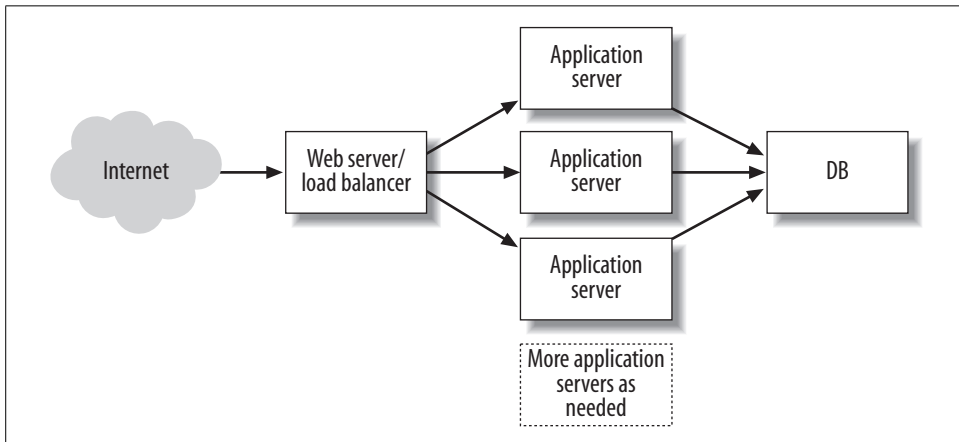 Internet
Web server/
load balancer
Application
server
Application
server
Application
server
More application
servers as
needed
DB